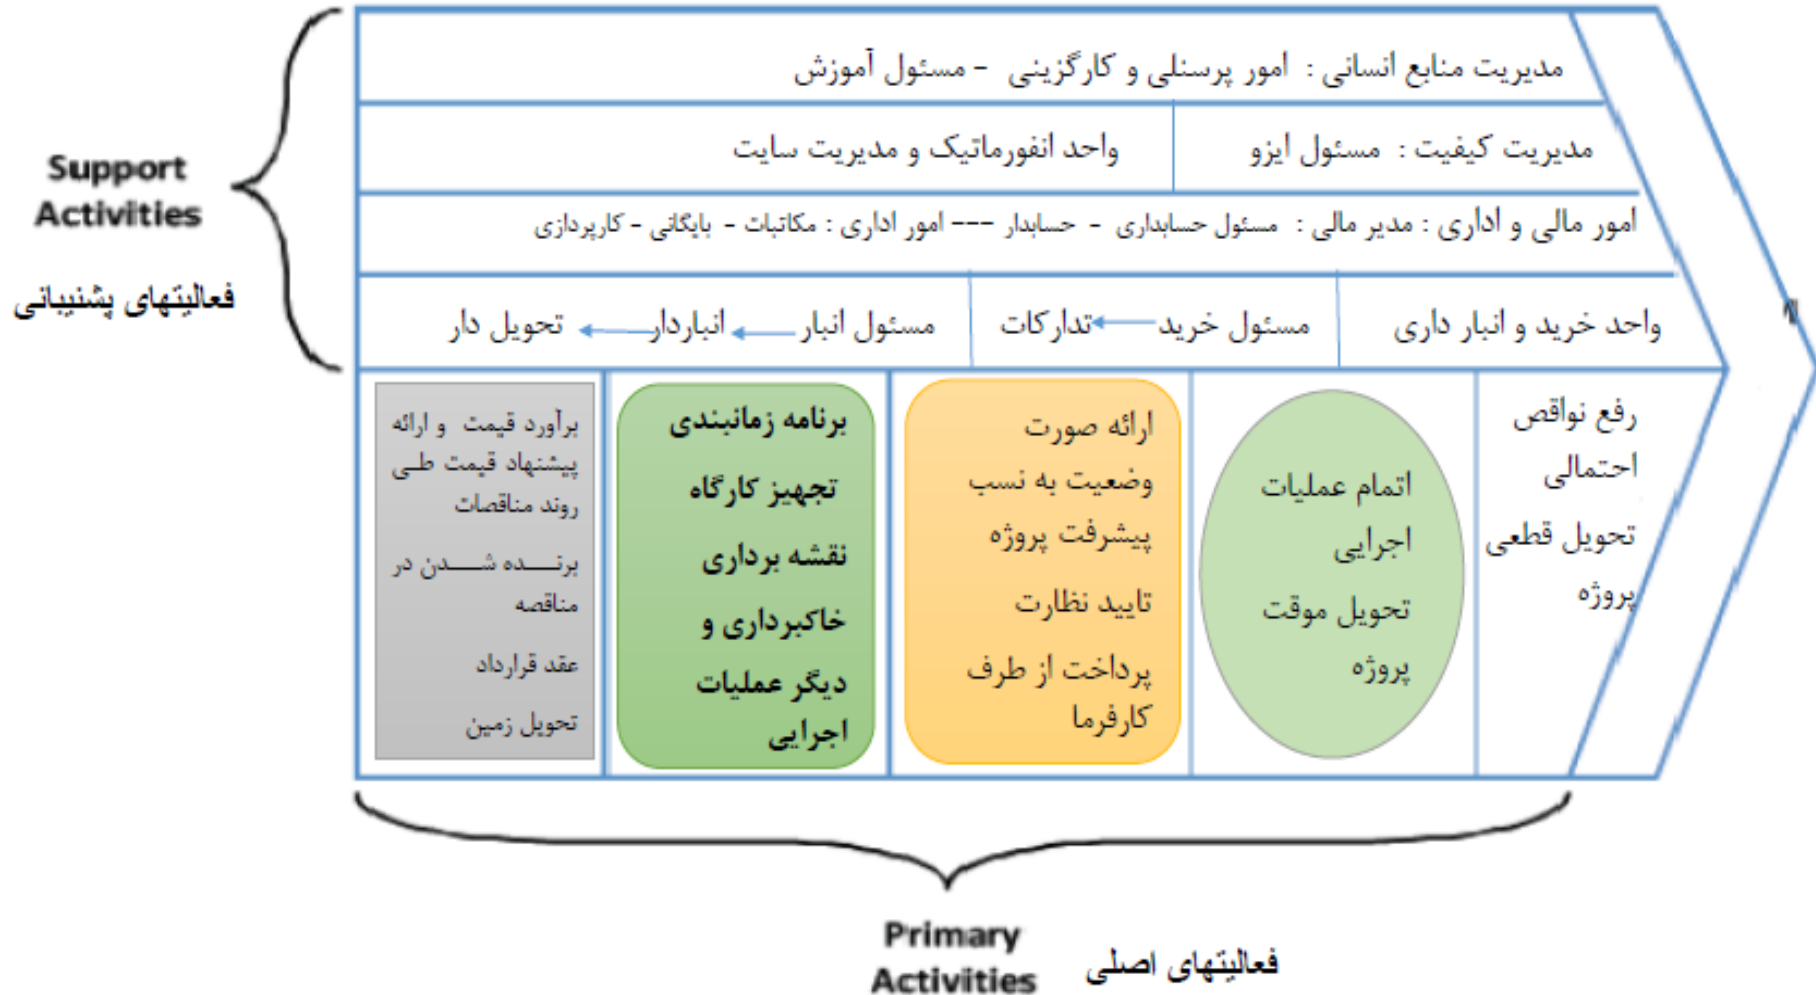 مدیریت منابع انسانی : امور پرسنلی و کارگزینی - مسئول آموزش
مدیریت کیفیت : مسئول ایزو
واحد انفورماتیک و مدیریت سایت
Support
Activities
فعالیتهای پشتیبانی
امور مالی و اداری : مدیر مالی : مسئول حسابداری - حسابدار --- امور اداری : مکاتبات - بایگانی - کارپردازی
واحد خرید و انبار داری
مسئول خرید تدارکات
مسئول انبار انباردار تحویل دار
برآورد قیمت و ارائه
پیشنهاد قیمت طی
روند مناقصات
برنده شدن در
مناقصه
عقد قرارداد
تحویل زمین
برنامه زمانبندی
تجهیز کارگاه
نقشه برداری
خاکبرداری و
دیگر عملیات
اجرایی
ارائه صورت
وضعیت به نسب
پیشرفت پروژه
تایید نظارت
پرداخت از طرف
کارفرما
اتمام عملیات
اجرایی
تحویل موقت
پروژه
رفع نواقص
احتمالی
تحویل قطعی
پروژه
Primary
Activities
فعالیتهای اصلی